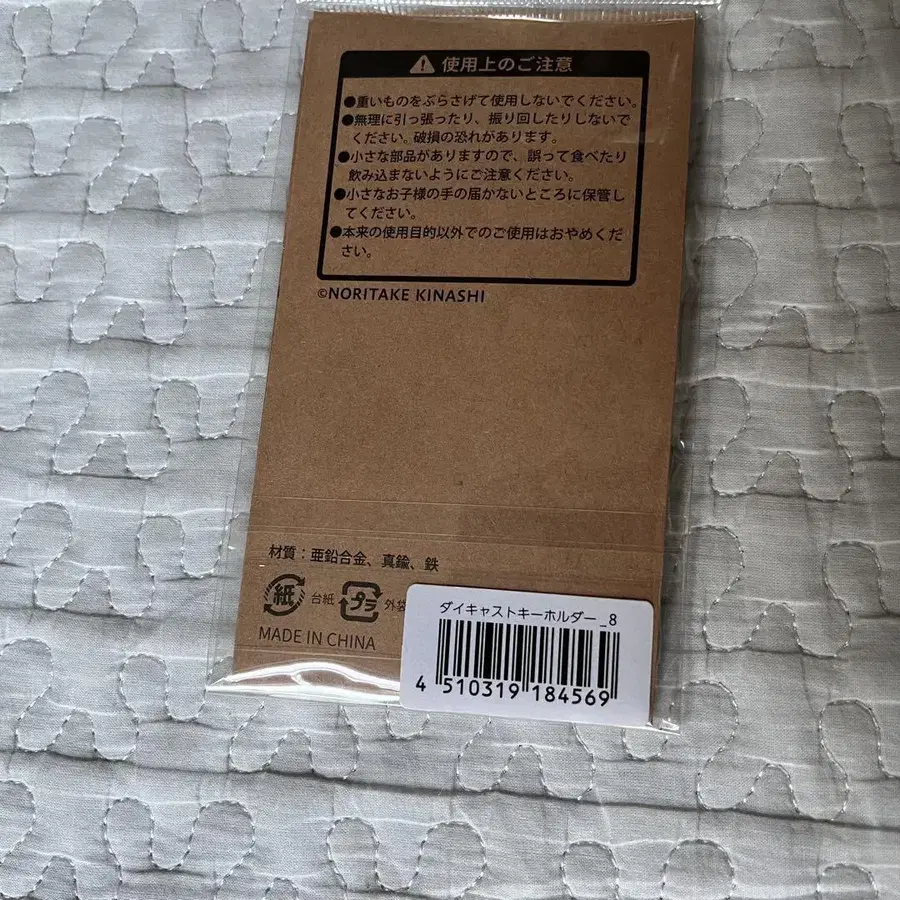 使用上のご注意
●重いものをぶらさげて使用しないでください。
●無理に引っ張ったり、振り回したりしないで
ください。破損の恐れがあります。
●小さな部品がありますので、誤って食べたり
飲み込まないようにご注意ください。
●小さなお子様の手の届かないところに保管し
てください。
●本来の使用目的以外でのご使用はおやめくだ
さい。
©NORITAKE KINASHI
材質：亜鉛合金、真鍮、鉄
紙 台紙 プラ 外袋
MADE IN CHINA
ダイキャストキーホルダー_8
4 510319 184569